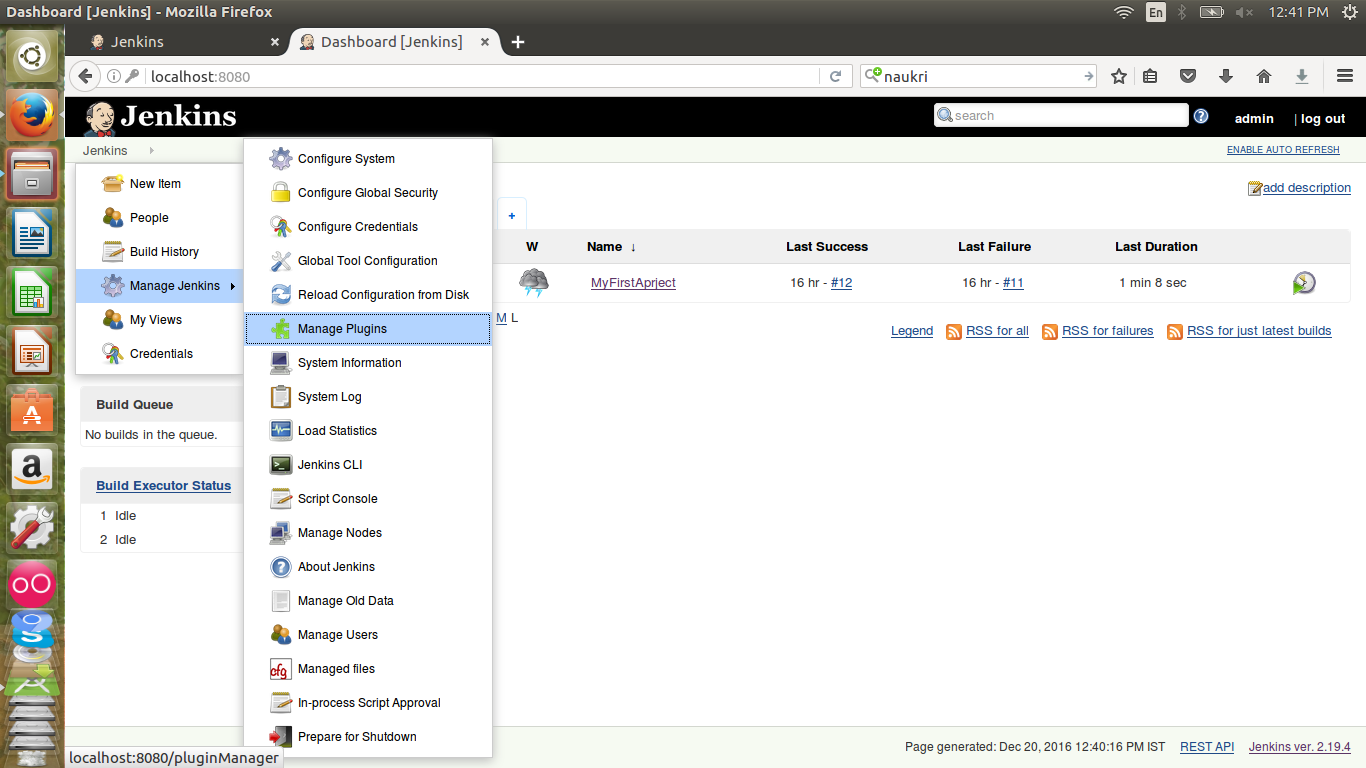 Dashboard [Jenkins] - Mozilla Firefox
En
12:41 PM
Jenkins
Dashboard [Jenkins]
localhost:8080
naukri
Jenkins
search
admin
| log out
Jenkins
ENABLE AUTO REFRESH
New Item
People
Build History
Manage Jenkins
My Views
Credentials
Configure System
Configure Global Security
Configure Credentials
Global Tool Configuration
Reload Configuration from Disk
Manage Plugins
System Information
System Log
Load Statistics
Jenkins CLI
Script Console
Manage Nodes
About Jenkins
Manage Old Data
Manage Users
cfg Managed files
In-process Script Approval
Prepare for Shutdown
add description
+
W Name ↓ Last Success Last Failure Last Duration
MyFirstAprject 16 hr - #12 16 hr - #11 1 min 8 sec
M L
Legend RSS for all RSS for failures RSS for just latest builds
Build Queue
No builds in the queue.
Build Executor Status
1 Idle
2 Idle
Page generated: Dec 20, 2016 12:40:16 PM IST REST API Jenkins ver. 2.19.4
localhost:8080/pluginManager